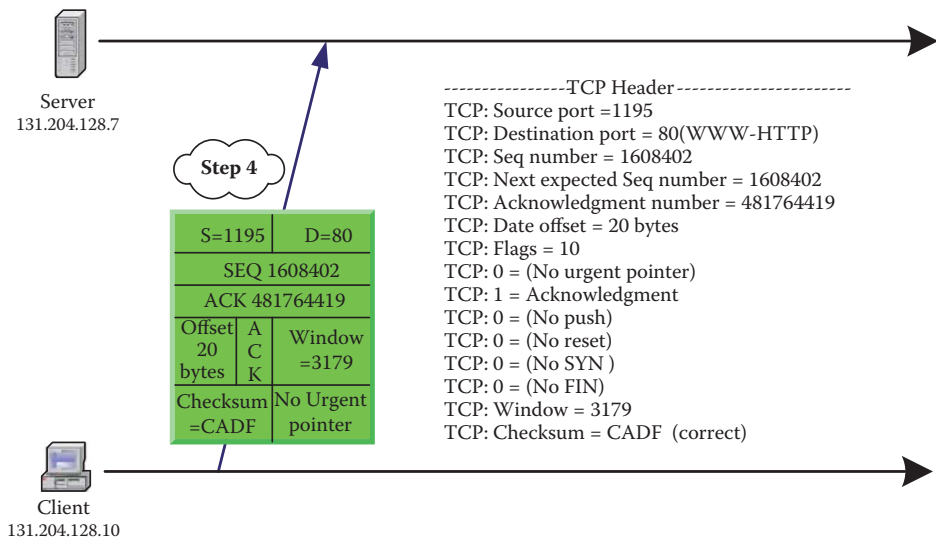 Server
131.204.128.7
Step 4
S=1195 D=80
SEQ 1608402
ACK 481764419
Offset 20 bytes
A C K
Window =3179
Checksum =CADF
No Urgent pointer
Client
131.204.128.10
----------------TCP Header-----------------------
TCP: Source port =1195
TCP: Destination port = 80(WWW-HTTP)
TCP: Seq number = 1608402
TCP: Next expected Seq number = 1608402
TCP: Acknowledgment number = 481764419
TCP: Date offset = 20 bytes
TCP: Flags = 10
TCP: 0 = (No urgent pointer)
TCP: 1 = Acknowledgment
TCP: 0 = (No push)
TCP: 0 = (No reset)
TCP: 0 = (No SYN )
TCP: 0 = (No FIN)
TCP: Window = 3179
TCP: Checksum = CADF (correct)